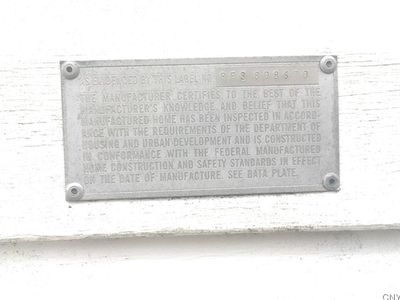 AS EVIDENCED BY THIS LABEL NO.
THE MANUFACTURER CERTIFIES TO THE BEST OF THE
MANUFACTURER'S KNOWLEDGE AND BELIEF THAT THIS
MANUFACTURED HOME HAS BEEN INSPECTED IN ACCORD-
ANCE WITH THE REQUIREMENTS OF THE DEPARTMENT OF
HOUSING AND URBAN DEVELOPMENT AND IS CONSTRUCTED
IN CONFORMANCE WITH THE FEDERAL MANUFACTURED
HOME CONSTRUCTION AND SAFETY STANDARDS IN EFFECT
ON THE DATE OF MANUFACTURE. SEE DATA PLATE.